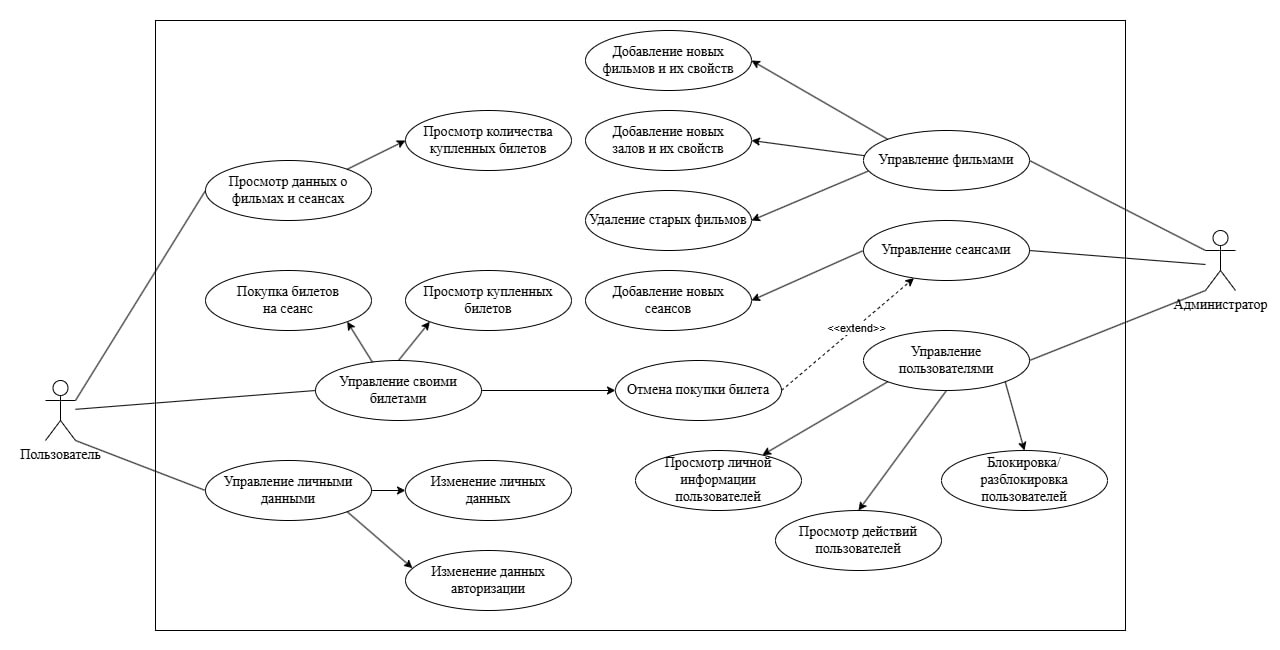 Добавление новых
фильмов и их свойств
Просмотр количества
купленных билетов
Добавление новых
залов и их свойств
Управление фильмами
Просмотр данных о
фильмах и сеансах
Удаление старых фильмов
Управление сеансами
Администратор
Покупка билетов
на сеанс
Просмотр купленных
билетов
Добавление новых
сеансов
<<extend>>
Управление
пользователями
Управление своими
билетами
Отмена покупки билета
Пользователь
Управление личными
данными
Изменение личных
данных
Просмотр личной
информации
пользователей
Блокировка/
разблокировка
пользователей
Просмотр действий
пользователей
Изменение данных
авторизации